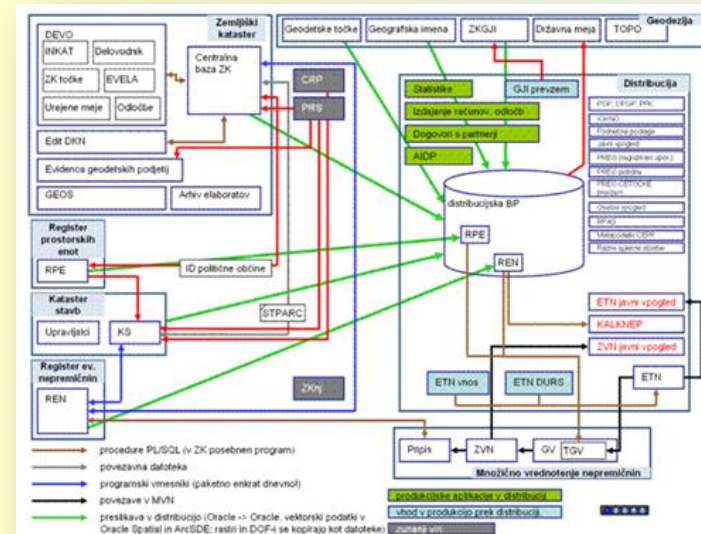 Zemljiški
kataster
DEVO
INKAT
Delovodnik
ZK točke
EVELA
Urejene meje
Odločbe
Centralna
baza ZK
Edit DKN
Evidenca geodetskih podjetij
GEOS
Arhiv elaboratov
CRP
PRS
Geodetske točke
Geografska imena
ZKGJI
Državna meja
TOPO
Geodezija
Statistike
GJI prevzem
Izdajanje računov, odločb
Dogovori s partnerji
AIDP
Distribucija
Javni vpogled
Osebni vpogled
distribucijska BP
RPE
REN
Register
prostorskih
enot
RPE
ID politične občine
Kataster
stavb
Upravljalci
KS
STPARC
Register ev.
nepremičnin
REN
ZKnj
ETN javni vpogled
KALKNEP
ZVN javni vpogled
ETN vnos
ETN DURS
ETN
Pripis
ZVN
GV
TGV
Množično vrednotenje nepremičnin
procedure PL/SQL (v ZK posebnen program)
povezavna datoteka
programski vmesniki (paketno enkrat dnevno!)
povezave v MVN
preslikava v distribucijo (Oracle -> Oracle, vektorski podatki v
Oracle Spatial in ArcSDE; rastri in DOF-i se kopirajo kot datoteke)
produkcijske aplikacije v distribuciji
vhod v produkcijo prek distribucij.
zunanji viri